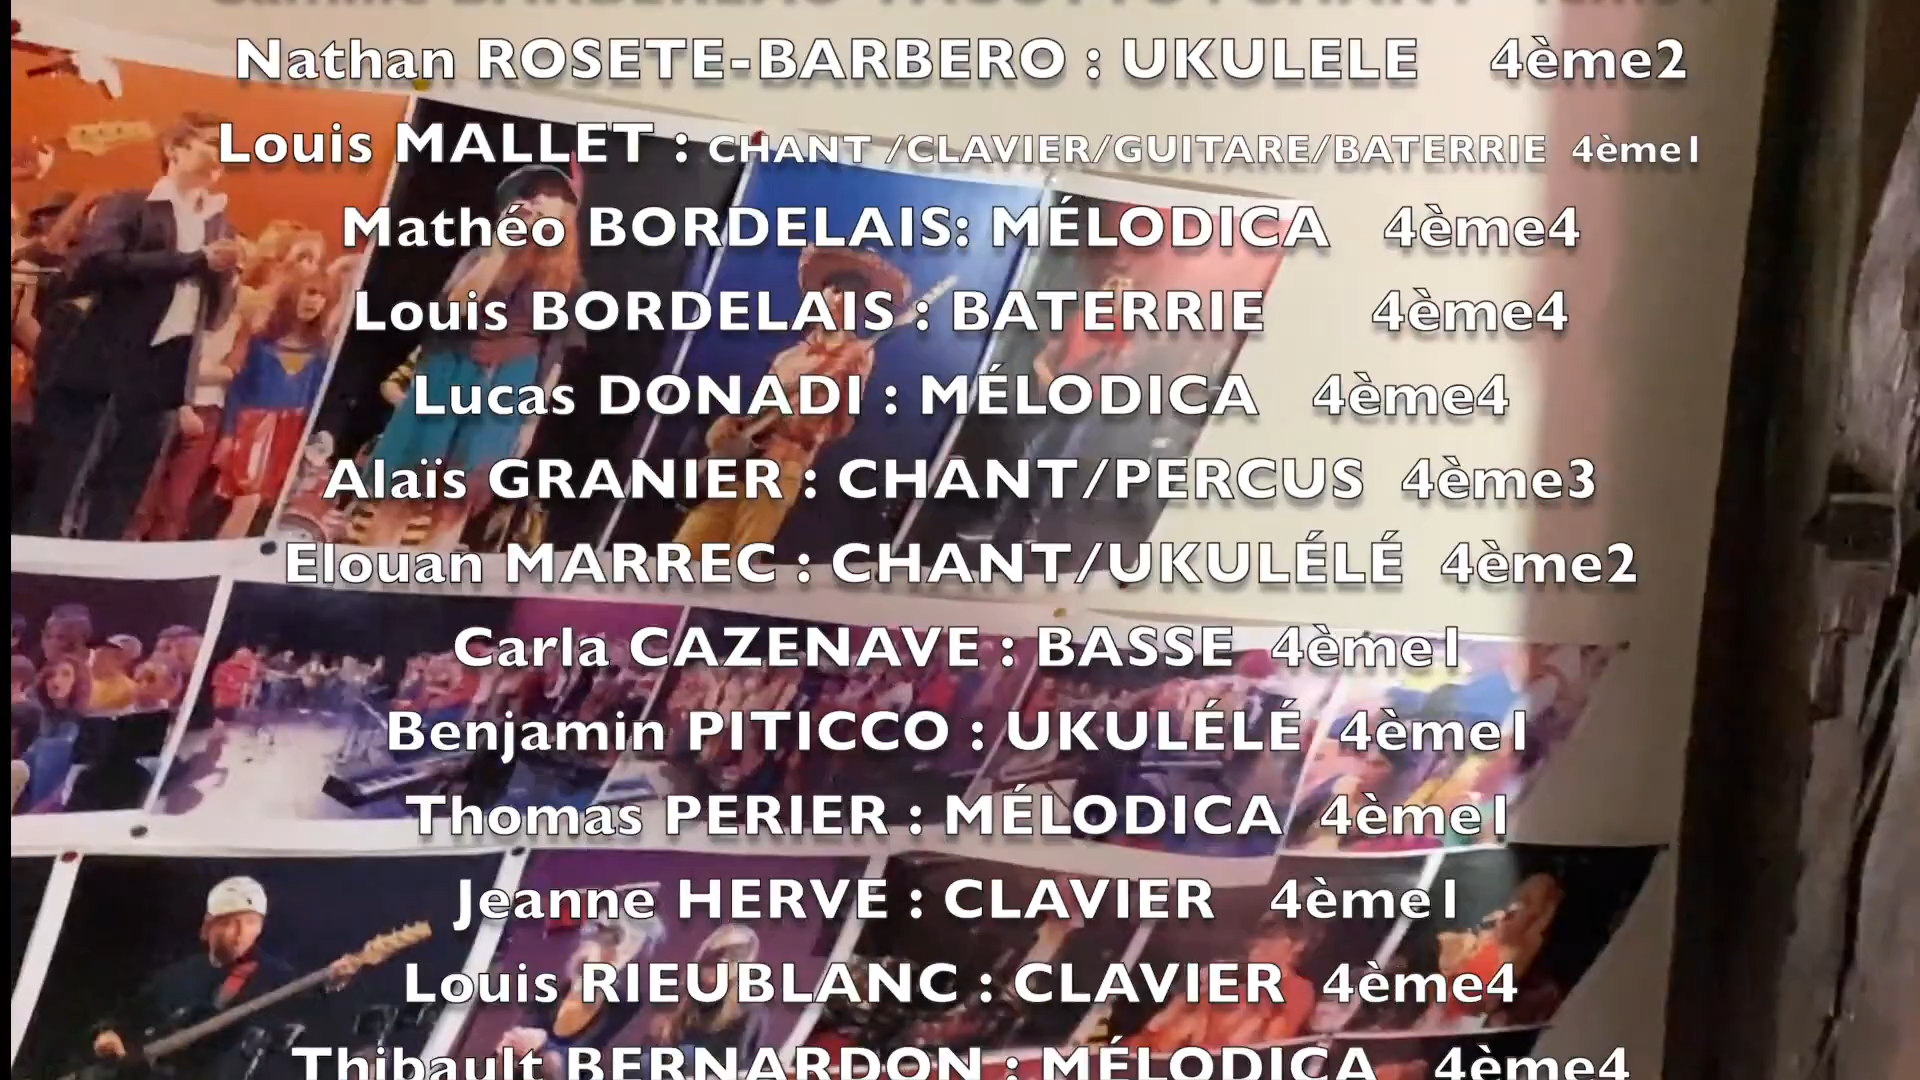 Nathan ROSETE-BARBERO : UKULELE 4ème2
Louis MALLET : CHANT /CLAVIER/GUITARE/BATERRIE 4ème1
Mathéo BORDELAIS: MÉLODICA 4ème4
Louis BORDELAIS : BATERRIE 4ème4
Lucas DONADI : MÉLODICA 4ème4
Alaïs GRANIER : CHANT/PERCUS 4ème3
Elouan MARREC : CHANT/UKULÉLÉ 4ème2
Carla CAZENAVE : BASSE 4ème1
Benjamin PITICCO : UKULÉLÉ 4ème1
Thomas PERIER : MÉLODICA 4ème1
Jeanne HERVE : CLAVIER 4ème1
Louis RIEUBLANC : CLAVIER 4ème4
Thibault BERNARDON : MÉLODICA 4ème4